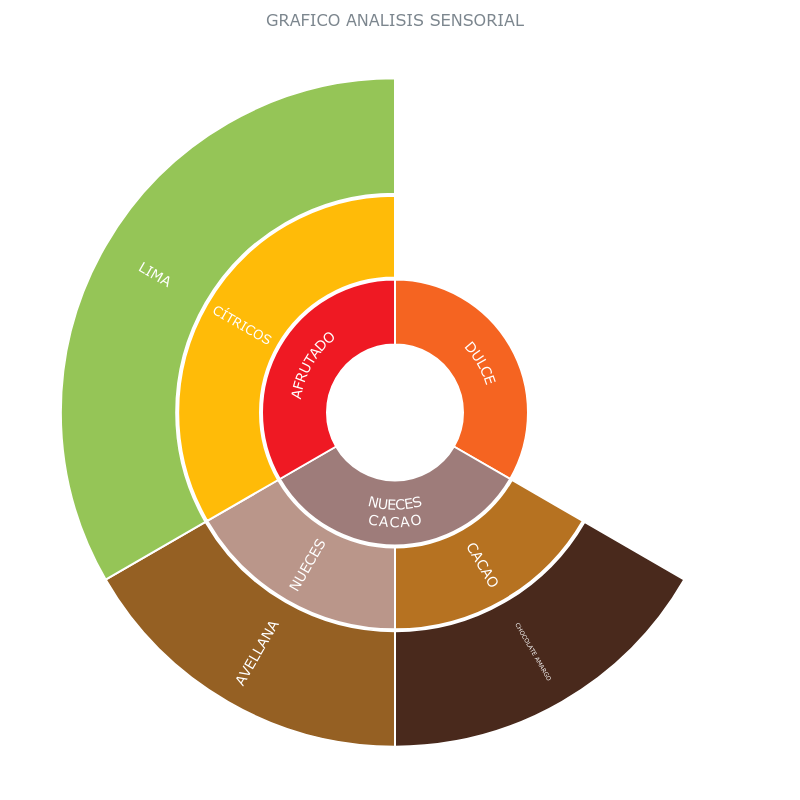 GRAFICO ANALISIS SENSORIAL
LIMA
CÍTRICOS
AFRUTADO
DULCE
NUECES
CACAO
NUECES
CACAO
AVELLANA
CHOCOLATE AMARGO